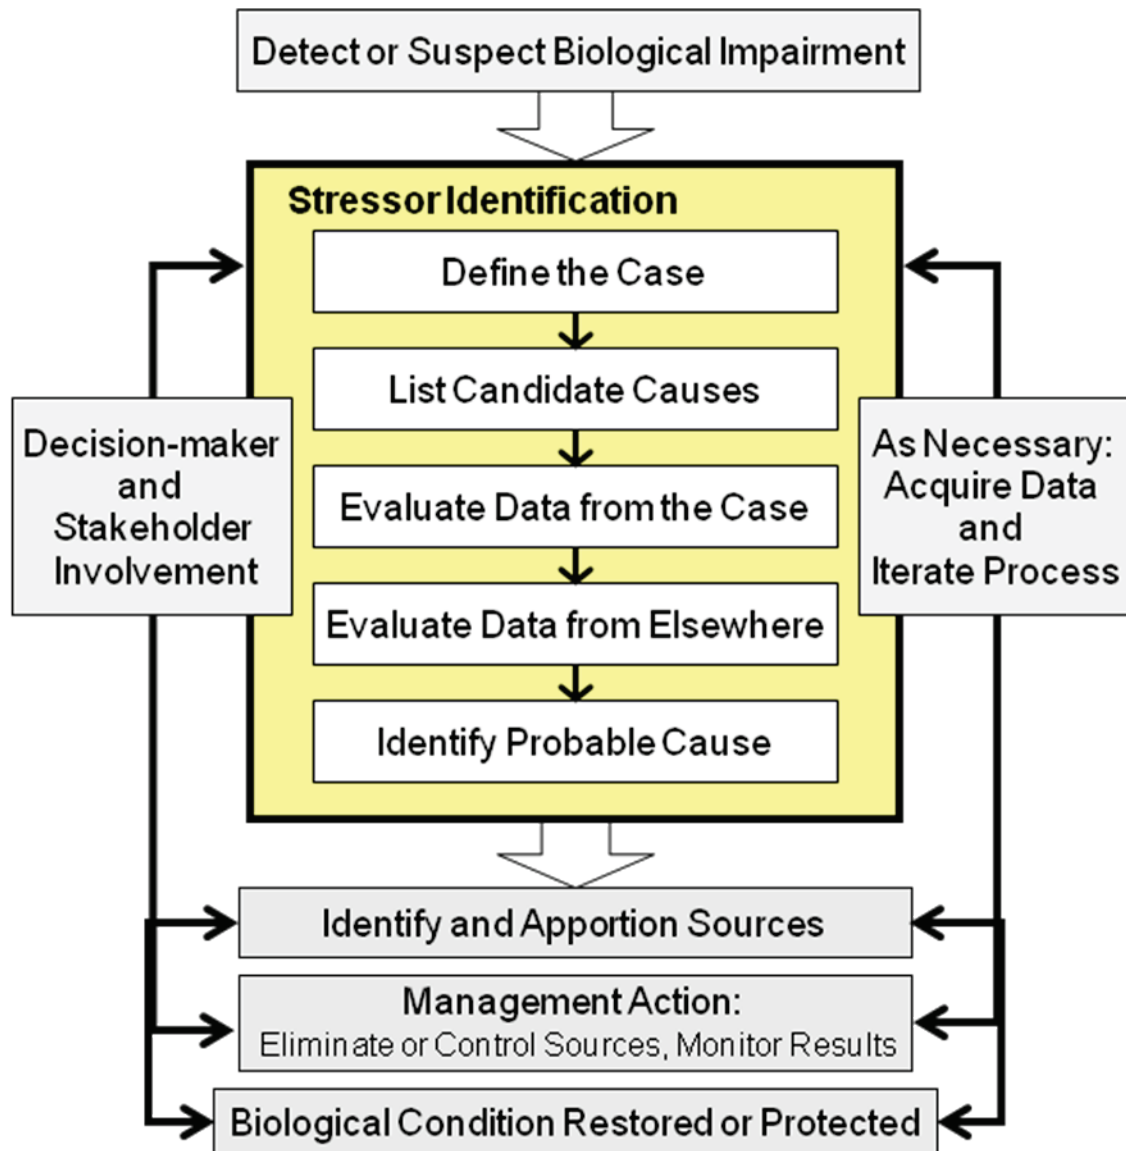 Detect or Suspect Biological Impairment
Stressor Identification
Define the Case
List Candidate Causes
Evaluate Data from the Case
Evaluate Data from Elsewhere
Identify Probable Cause
Decision-maker
and
Stakeholder
Involvement
As Necessary:
Acquire Data
and
Iterate Process
Identify and Apportion Sources
Management Action:
Eliminate or Control Sources, Monitor Results
Biological Condition Restored or Protected